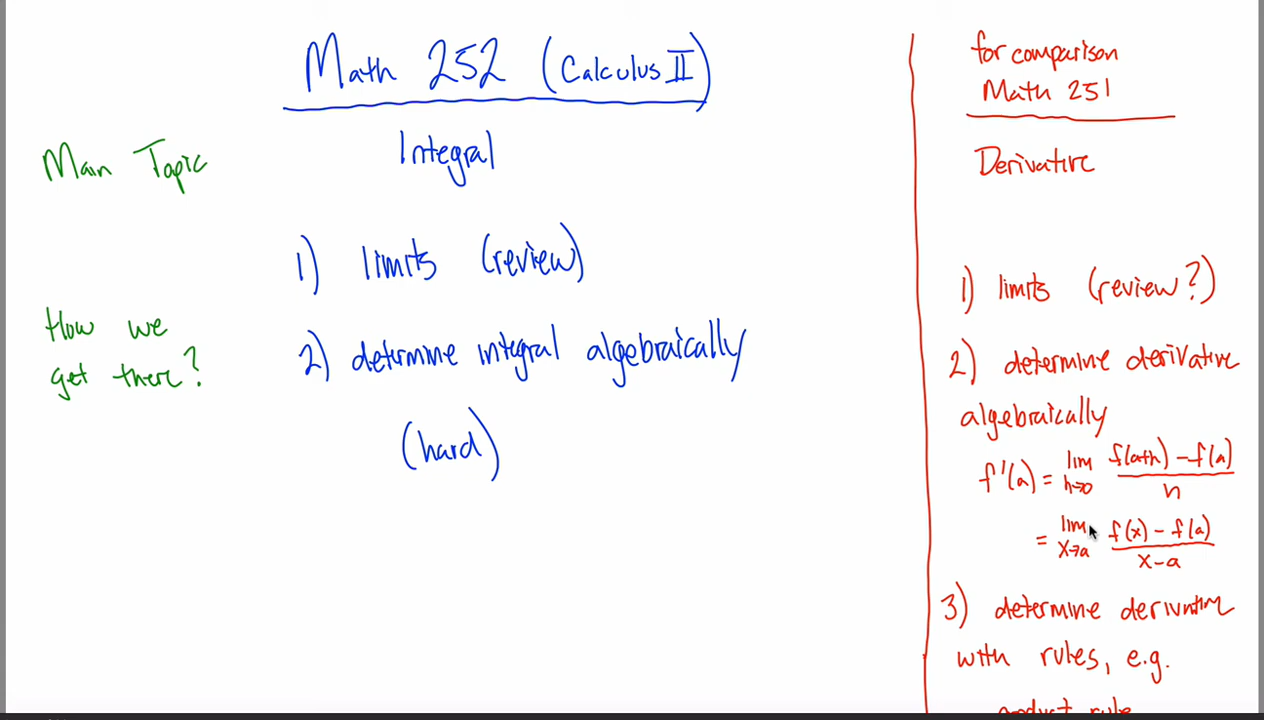 Math 252 (Calculus II)
Main Topic
Integral
1) limits (review)
How we
get there?
2) determine integral algebraically
(hard)
for comparison
Math 251
Derivative
1) limits (review?)
2) determine derivative
algebraically
f'(a) = lim h→0 f(a+h) - f(a) / h
= lim x→a f(x) - f(a) / x - a
3) determine derivative
with rules, e.g.
product rule